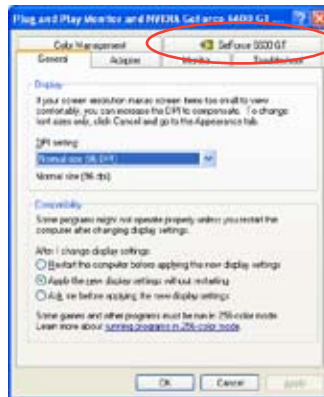 Plug and Play Monitor and NVIDIA GeForce 6600 GT ...
Color Management
GeForce 6600 GT
General
Adapter
Monitor
Troubleshoot
Display
If your screen resolution makes screen items too small to view
comfortably, you can increase the DPI to compensate. To change
font sizes only, click Cancel and go to the Appearance tab.
DPI setting:
Normal size (96 DPI)
Normal size (96 dpi)
Compatibility
Some programs might not operate properly unless you restart the
computer after changing display settings.
After I change display settings:
Restart the computer before applying the new display settings
Apply the new display settings without restarting
Ask me before applying the new display settings
Some games and other programs must be run in 256-color mode.
Learn more about running programs in 256-color mode.
OK
Cancel
Apply